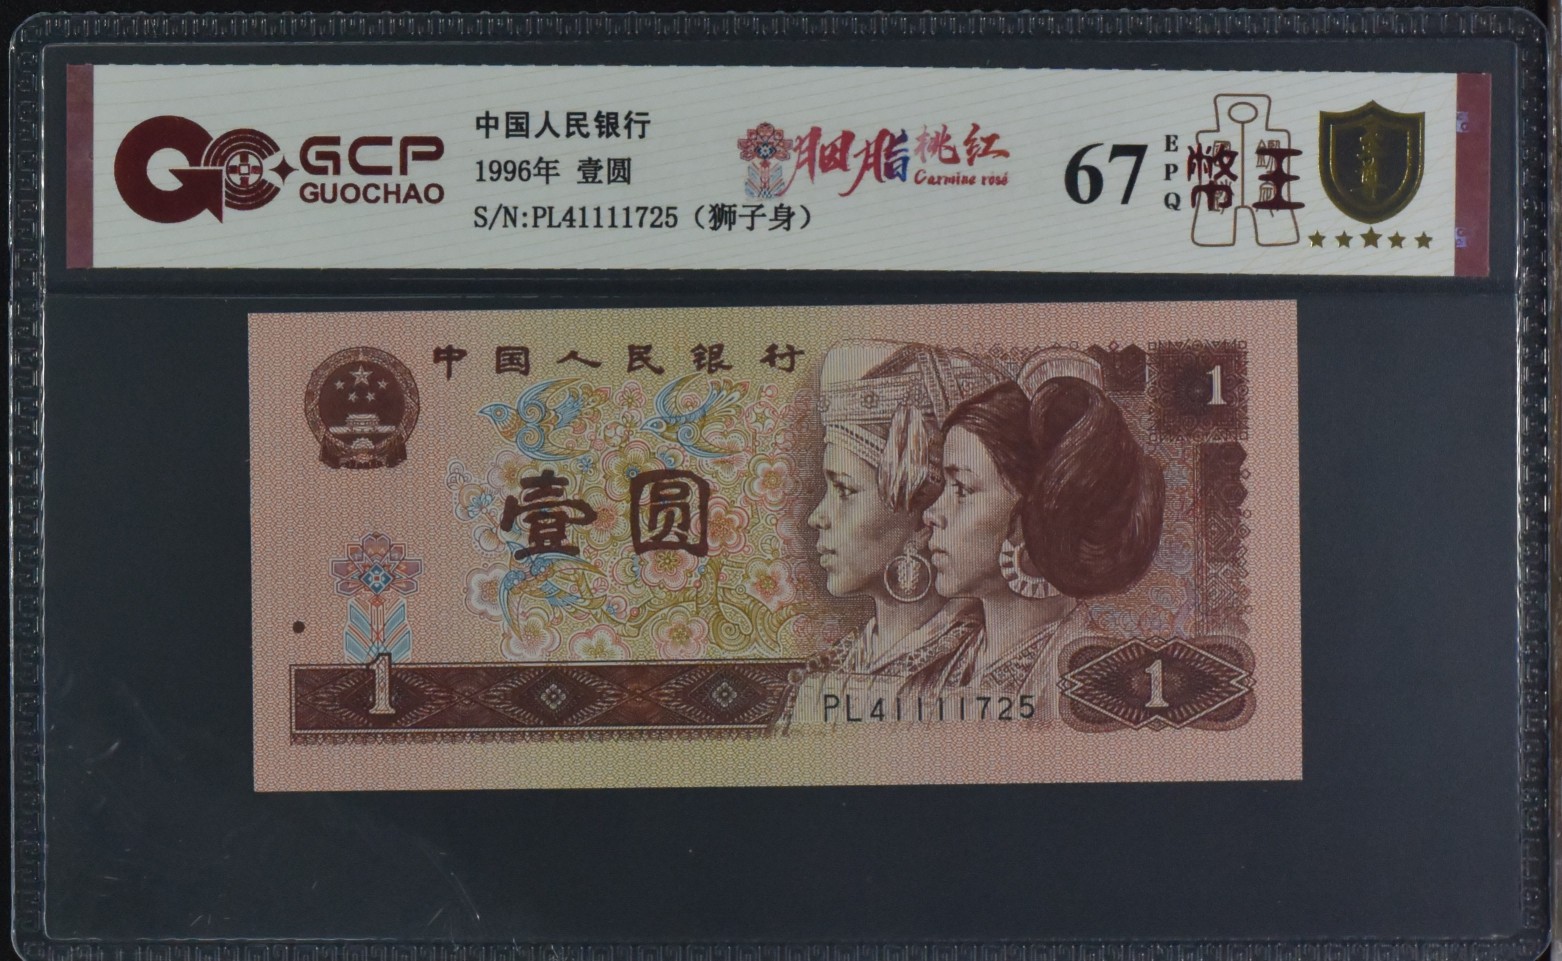 GCP
GUOCHAO
中国人民银行
1996年 壹圆
S/N:PL41111725（狮子身）
胭脂桃红
Carmine rose
67
EPQ
幣王
★★★★★
中国人民银行
壹圆
1
1
1
PL41111725